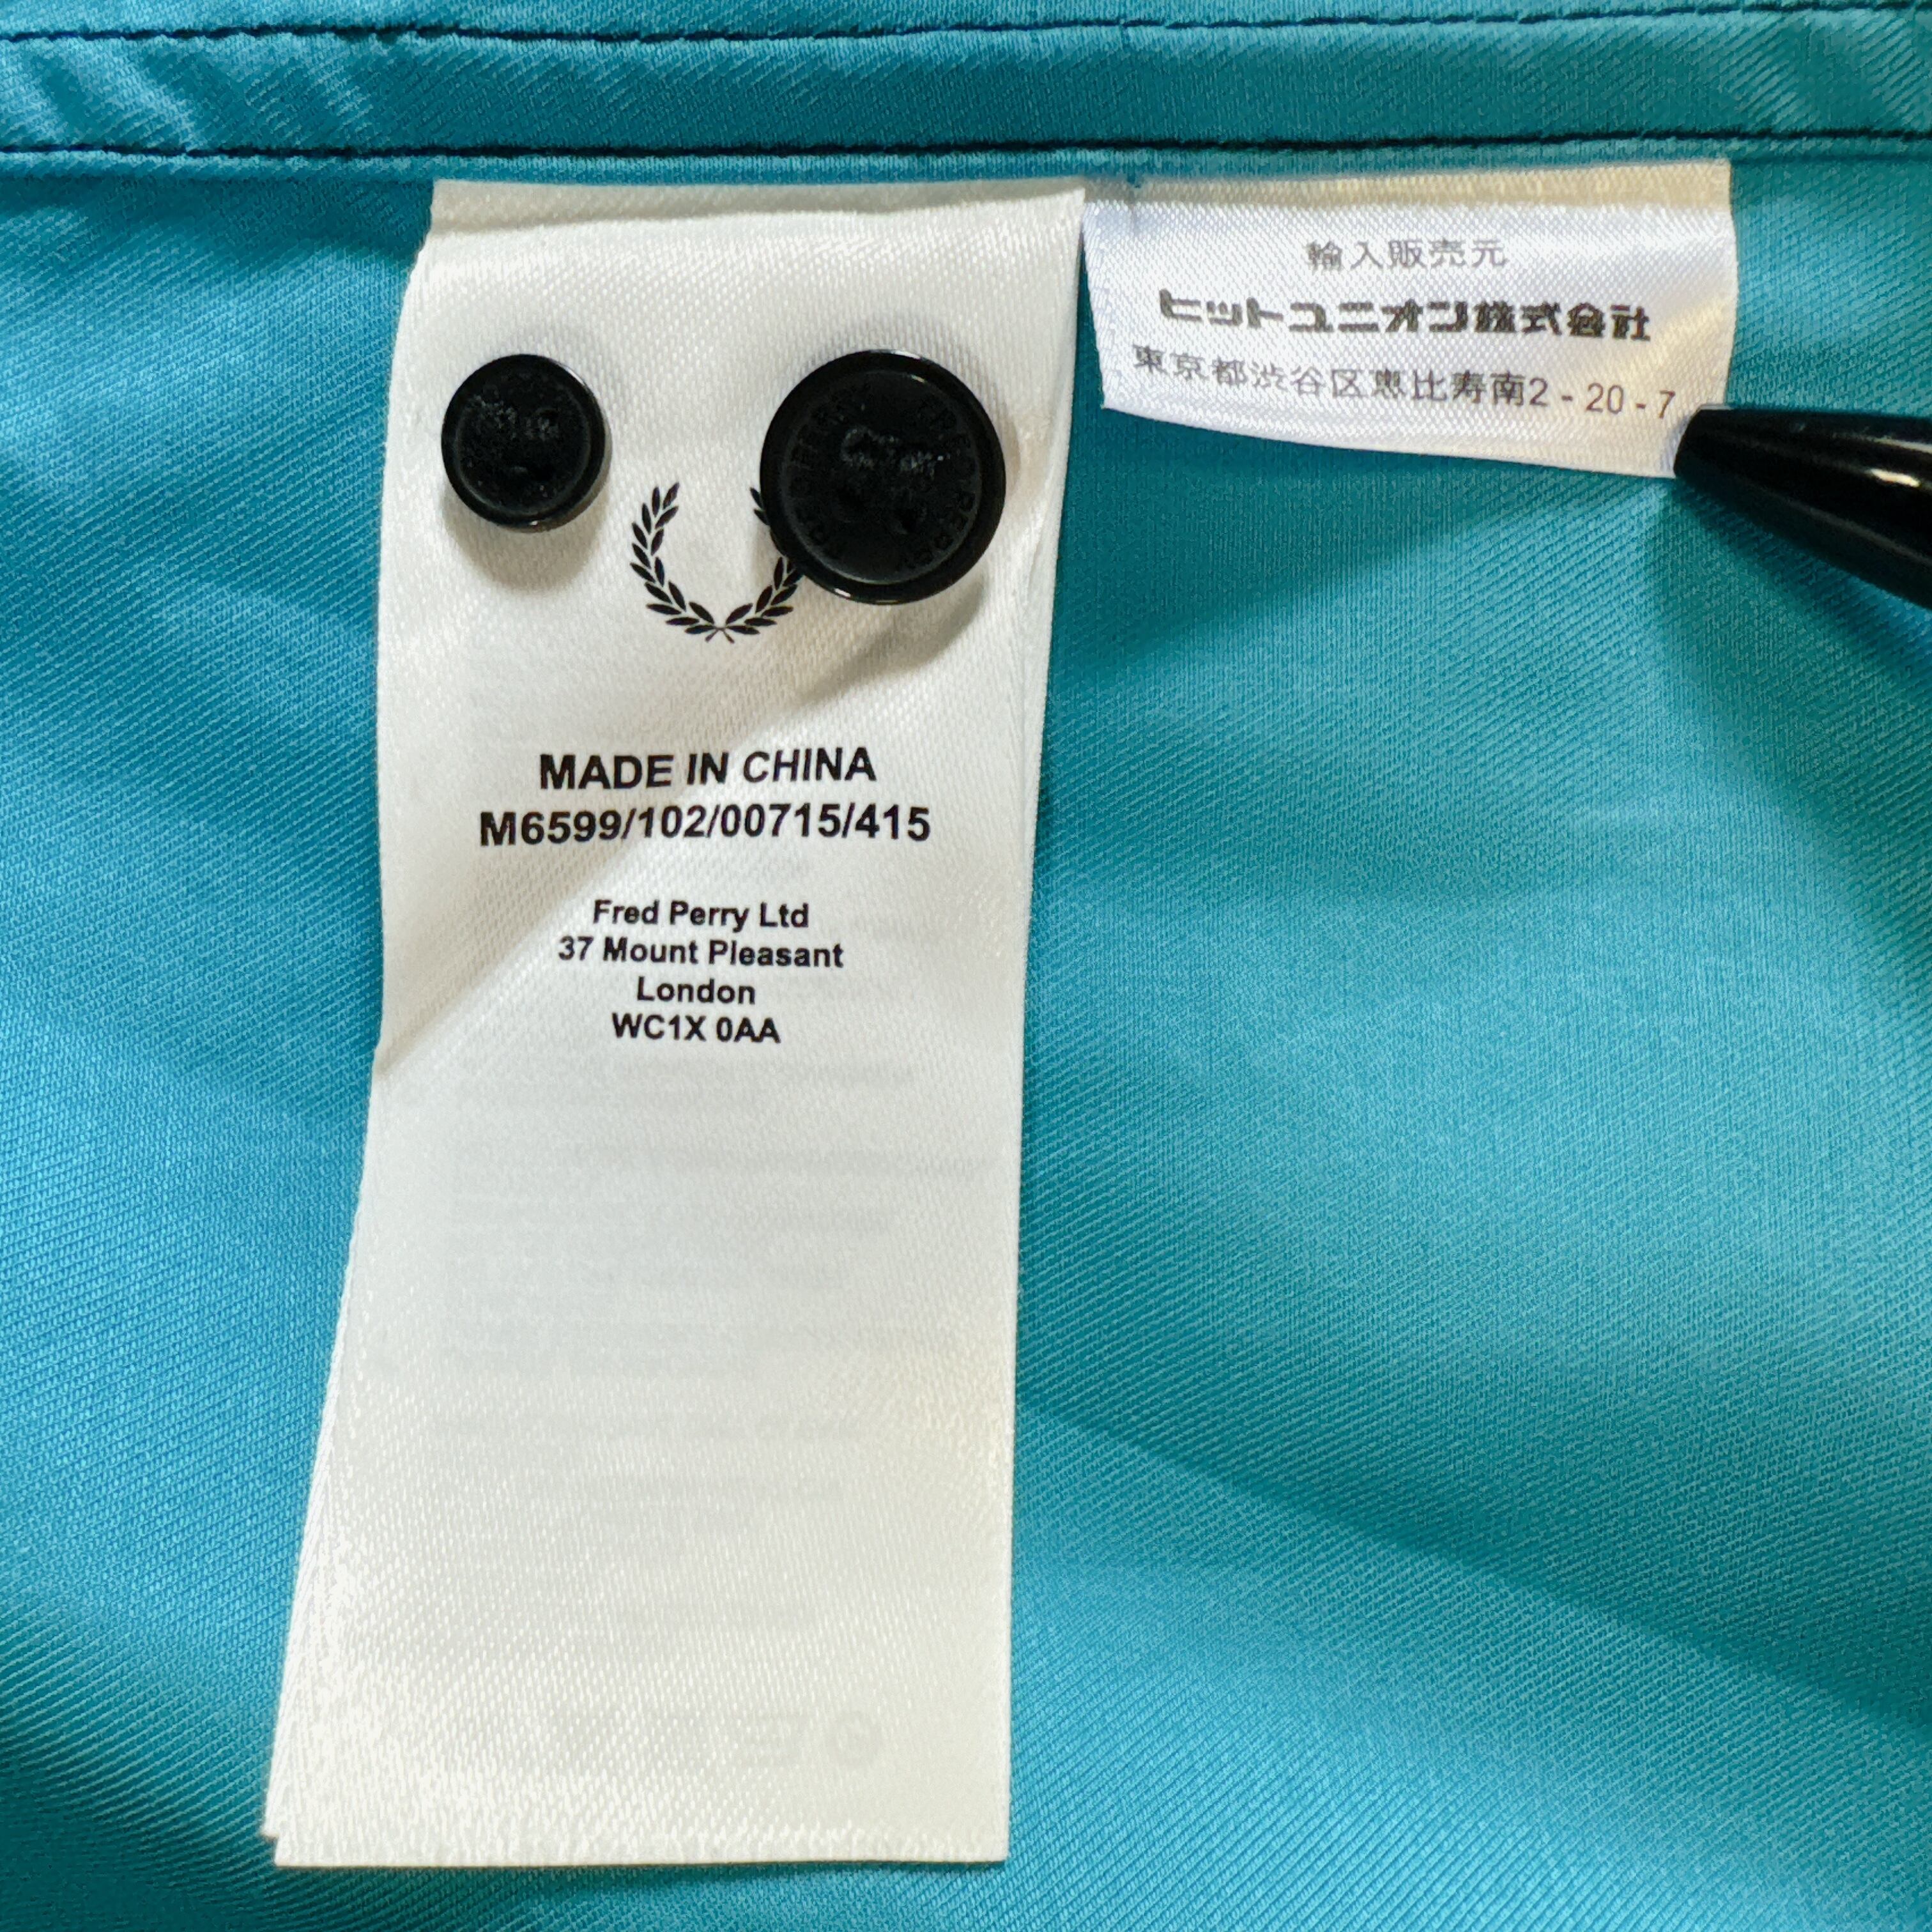 MADE IN CHINA
M6599/102/00715/415
Fred Perry Ltd
37 Mount Pleasant
London
WC1X 0AA
輸入販売元
ヒットユニオン株式会社
東京都渋谷区恵比寿南2-20-7